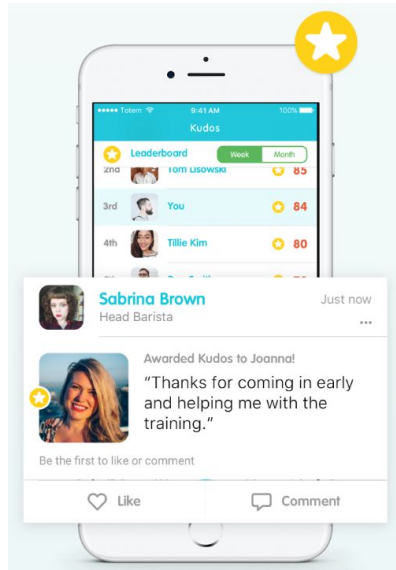 Totem 9:41 AM 100%
Kudos
Leaderboard Week Month
2nd Tom Lisowski 85
3rd You 84
4th Tillie Kim 80
Sabrina Brown Just now
Head Barista
Awarded Kudos to Joanna!
“Thanks for coming in early
and helping me with the
training.”
Be the first to like or comment
Like Comment